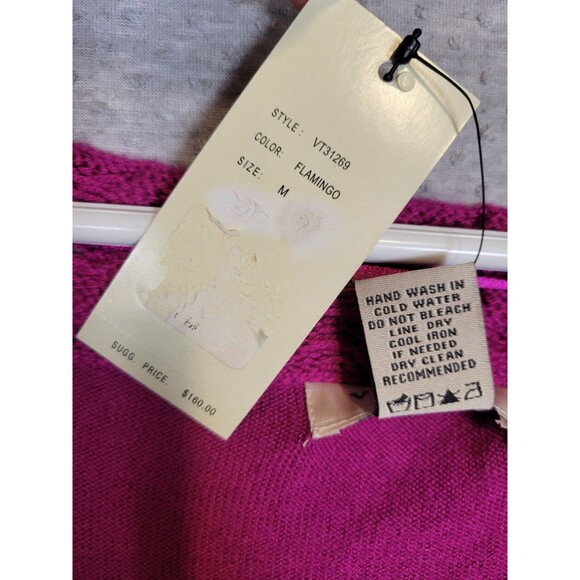 STYLE: VT31269
COLOR: FLAMINGO
SIZE: M
SUGG. PRICE. $160.00
HAND WASH IN
COLD WATER
DO NOT BLEACH
LINE DRY
COOL IRON
IF NEEDED
DRY CLEAN
RECOMMENDED